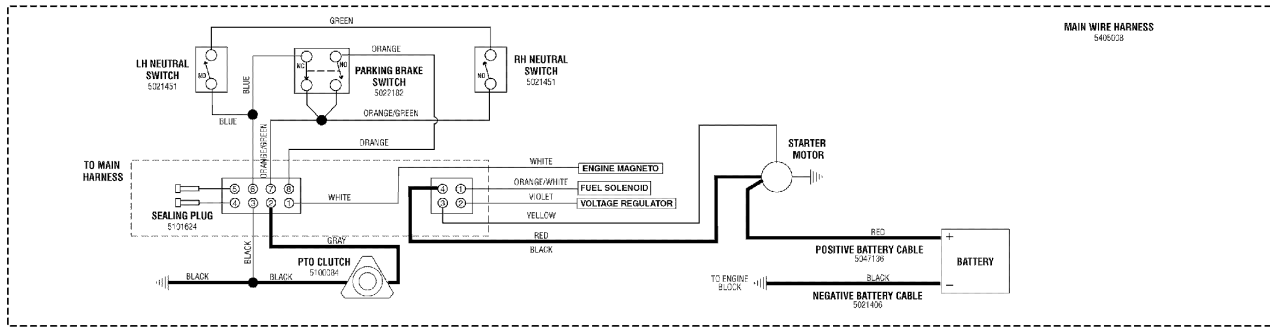 GREEN
MAIN WIRE HARNESS
5405008
LH NEUTRAL
SWITCH
5021451
NO
BLUE
NC
NO
ORANGE
PARKING BRAKE
SWITCH
5022182
NO
RH NEUTRAL
SWITCH
5021451
BLUE
ORANGE/GREEN
ORANGE/GREEN
ORANGE
STARTER
MOTOR
TO MAIN
HARNESS
WHITE
ENGINE MAGNETO
5 6 7 8
4 3 2 1
WHITE
4 1
3 2
ORANGE/WHITE
FUEL SOLENOID
VIOLET
VOLTAGE REGULATOR
SEALING PLUG
5101624
YELLOW
RED
BLACK
BLACK
GRAY
PTO CLUTCH
5100084
BLACK
BLACK
RED
+
POSITIVE BATTERY CABLE
5047136
BATTERY
TO ENGINE
BLOCK
BLACK
−
NEGATIVE BATTERY CABLE
5021406